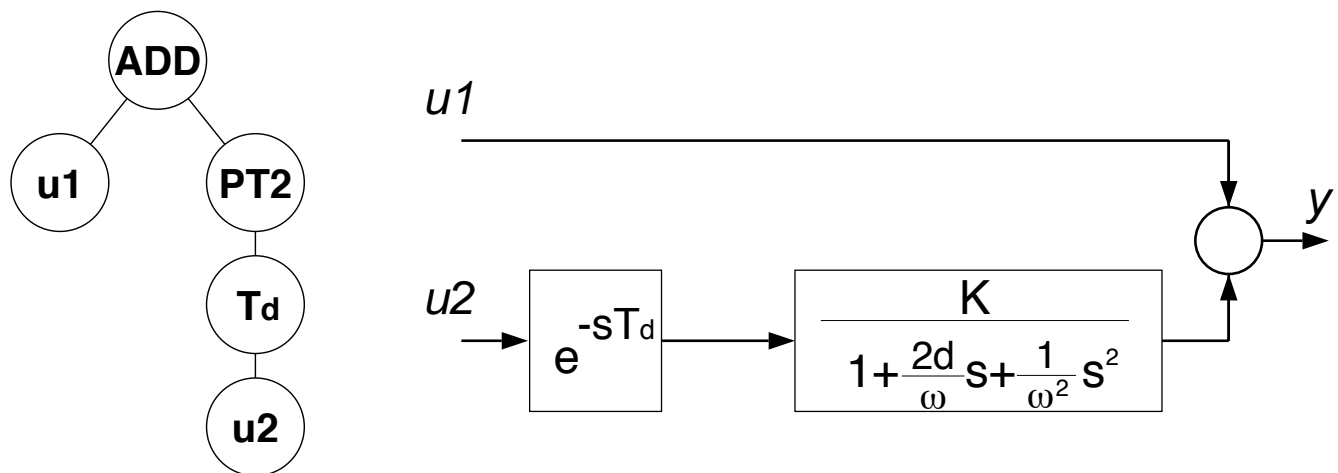 ADD
u1
PT2
Td
u2
u1
u2
e^-sTd
K
1+2d/ω s+1/ω² s²
y